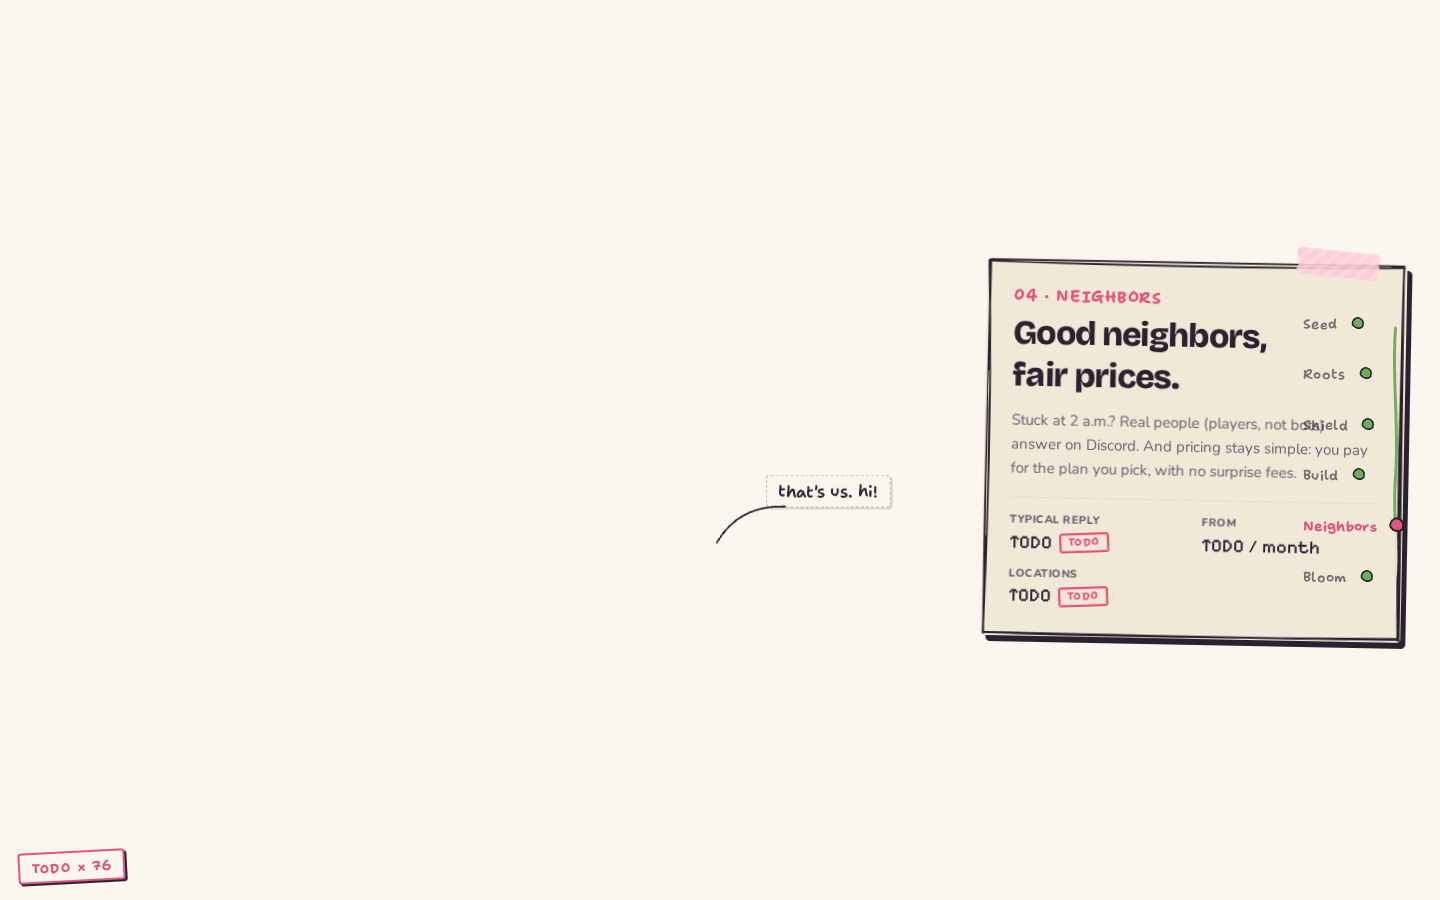 04 · NEIGHBORS
Good neighbors,
fair prices.
Stuck at 2 a.m.? Real people (players, not bots)
answer on Discord. And pricing stays simple: you pay
for the plan you pick, with no surprise fees.
TYPICAL REPLY
TODO TODO
FROM
TODO / month
LOCATIONS
TODO TODO
Seed
Roots
Shield
Build
Neighbors
Bloom
that's us. hi!
TODO x 76